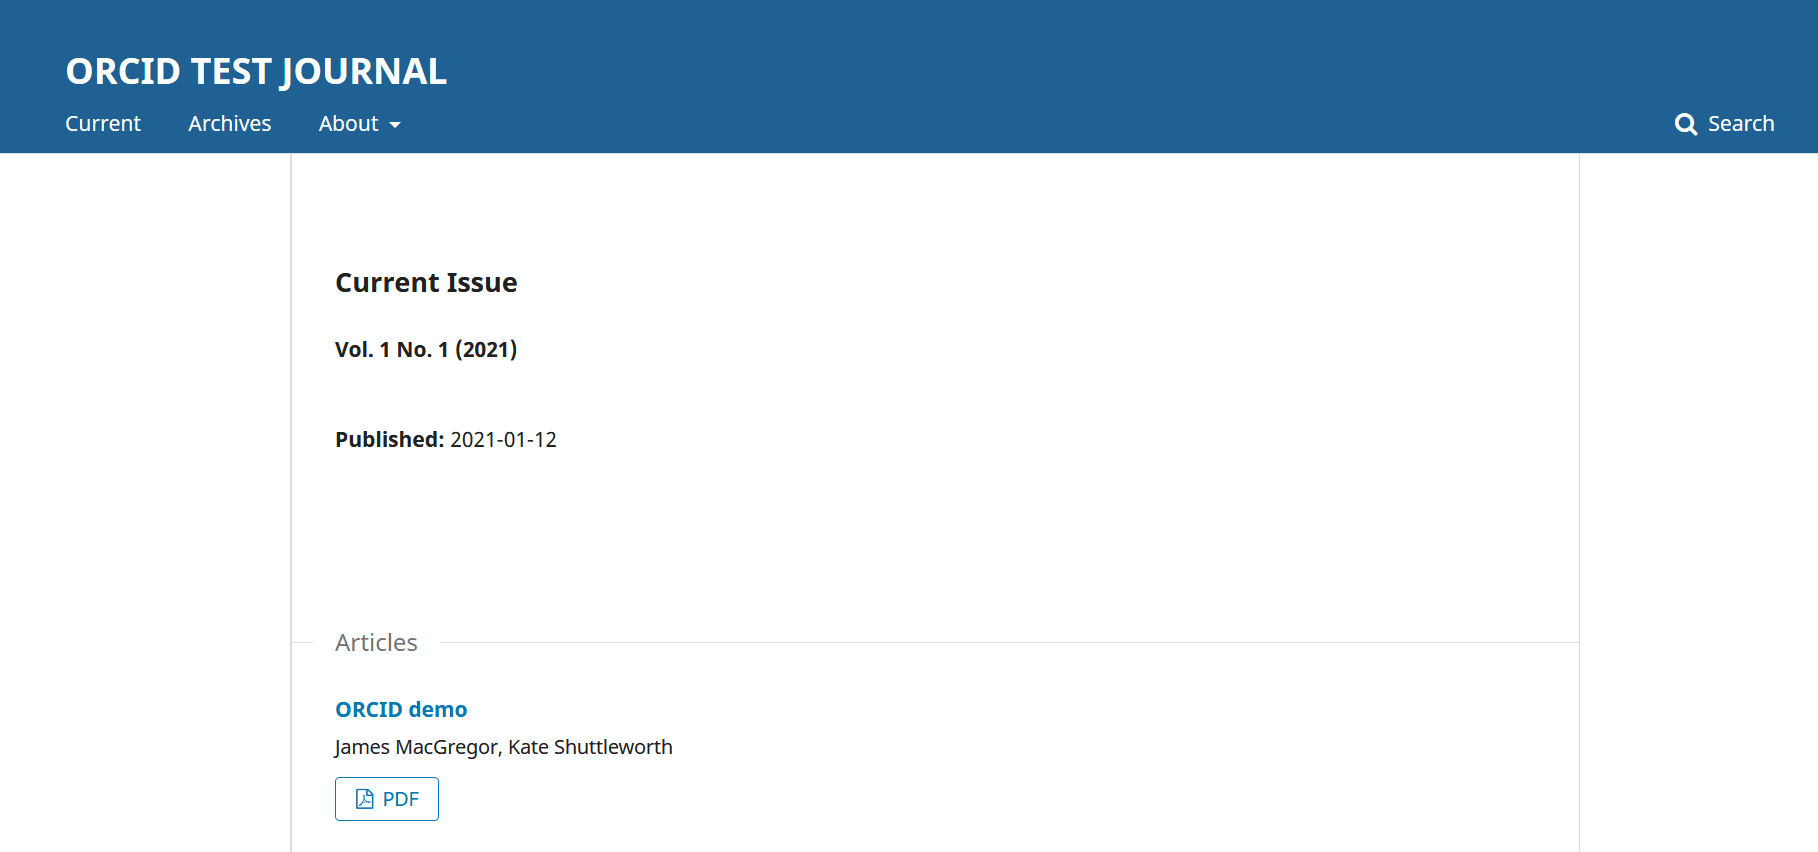 ORCID TEST JOURNAL
Current Archives About Search
Current Issue
Vol. 1 No. 1 (2021)
Published: 2021-01-12
Articles
ORCID demo
James MacGregor, Kate Shuttleworth
PDF